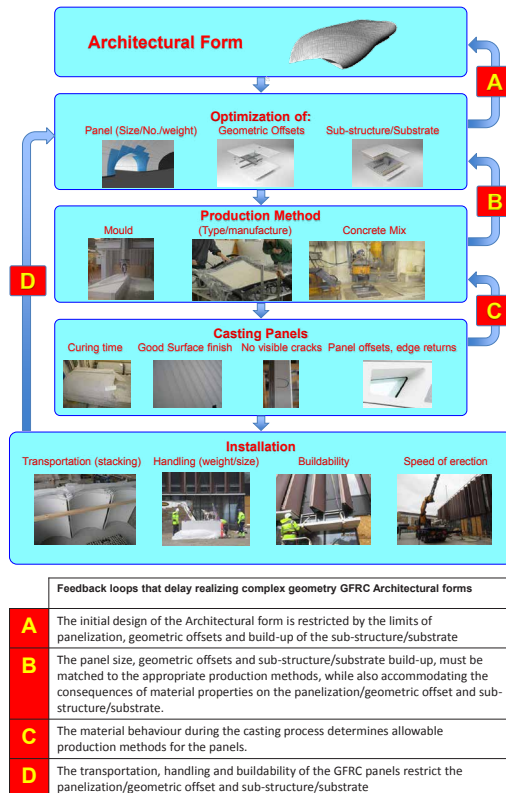 Architectural Form
A
Optimization of:
Panel (Size/No./weight) Geometric Offsets Sub-structure/Substrate
B
Production Method
Mould (Type/manufacture) Concrete Mix
D
C
Casting Panels
Curing time Good Surface finish No visible cracks Panel offsets, edge returns
Installation
Transportation (stacking) Handling (weight/size) Buildability Speed of erection
Feedback loops that delay realizing complex geometry GFRC Architectural forms
A
The initial design of the Architectural form is restricted by the limits of
panelization, geometric offsets and build-up of the sub-structure/substrate
B
The panel size, geometric offsets and sub-structure/substrate build-up, must be
matched to the appropriate production methods, while also accommodating the
consequences of material properties on the panelization/geometric offset and sub-
structure/substrate.
C
The material behaviour during the casting process determines allowable
production methods for the panels.
D
The transportation, handling and buildability of the GFRC panels restrict the
panelization/geometric offset and sub-structure/substrate